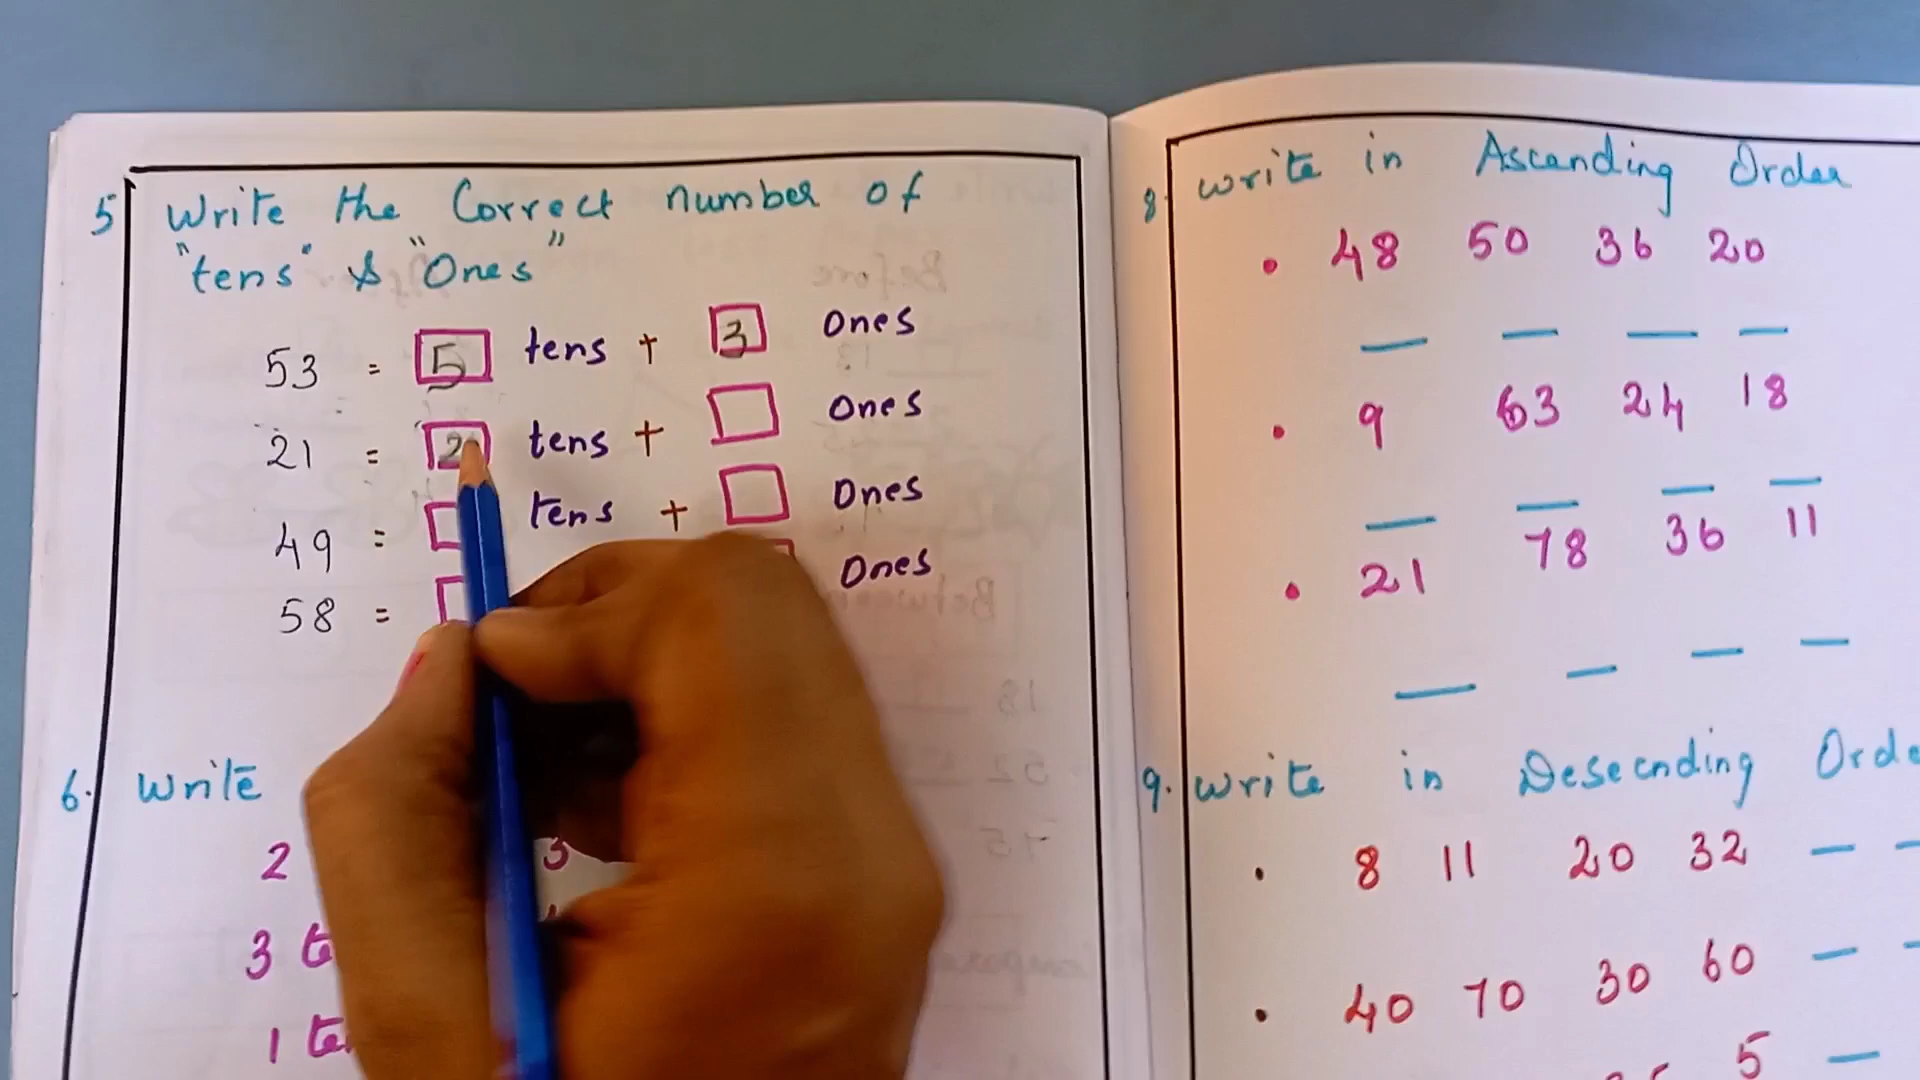 5 Write the Correct number of
"tens" & "Ones"
53 = 5 tens + 3 Ones
21 = 2 tens + Ones
49 = tens + Ones
58 = Ones
6. Write
2 3
3
1
8. Write in Ascending Order
• 48 50 36 20
• 9 63 24 18
• 21 78 36 11
9. Write in Desecnding
• 8 11 20 32
• 40 70 30 60
5